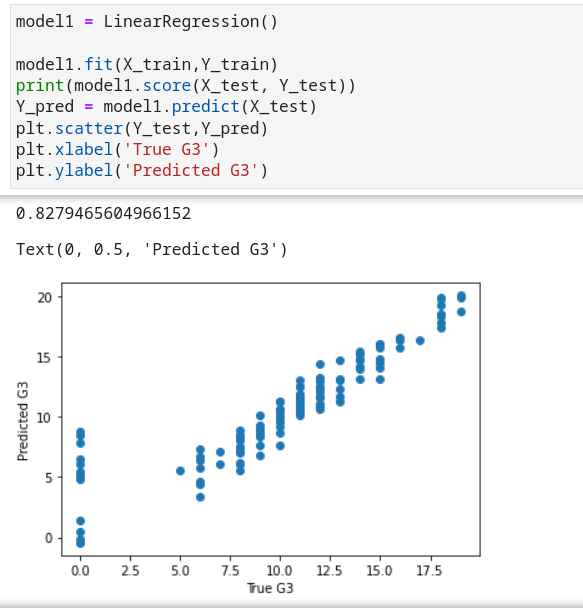 model1 = LinearRegression()
model1.fit(X_train,Y_train)
print(model1.score(X_test, Y_test))
Y_pred = model1.predict(X_test)
plt.scatter(Y_test,Y_pred)
plt.xlabel('True G3')
plt.ylabel('Predicted G3')
0.8279465604966152
Text(0, 0.5, 'Predicted G3')
20
15
10
5
0
Predicted G3
0.0 2.5 5.0 7.5 10.0 12.5 15.0 17.5
True G3